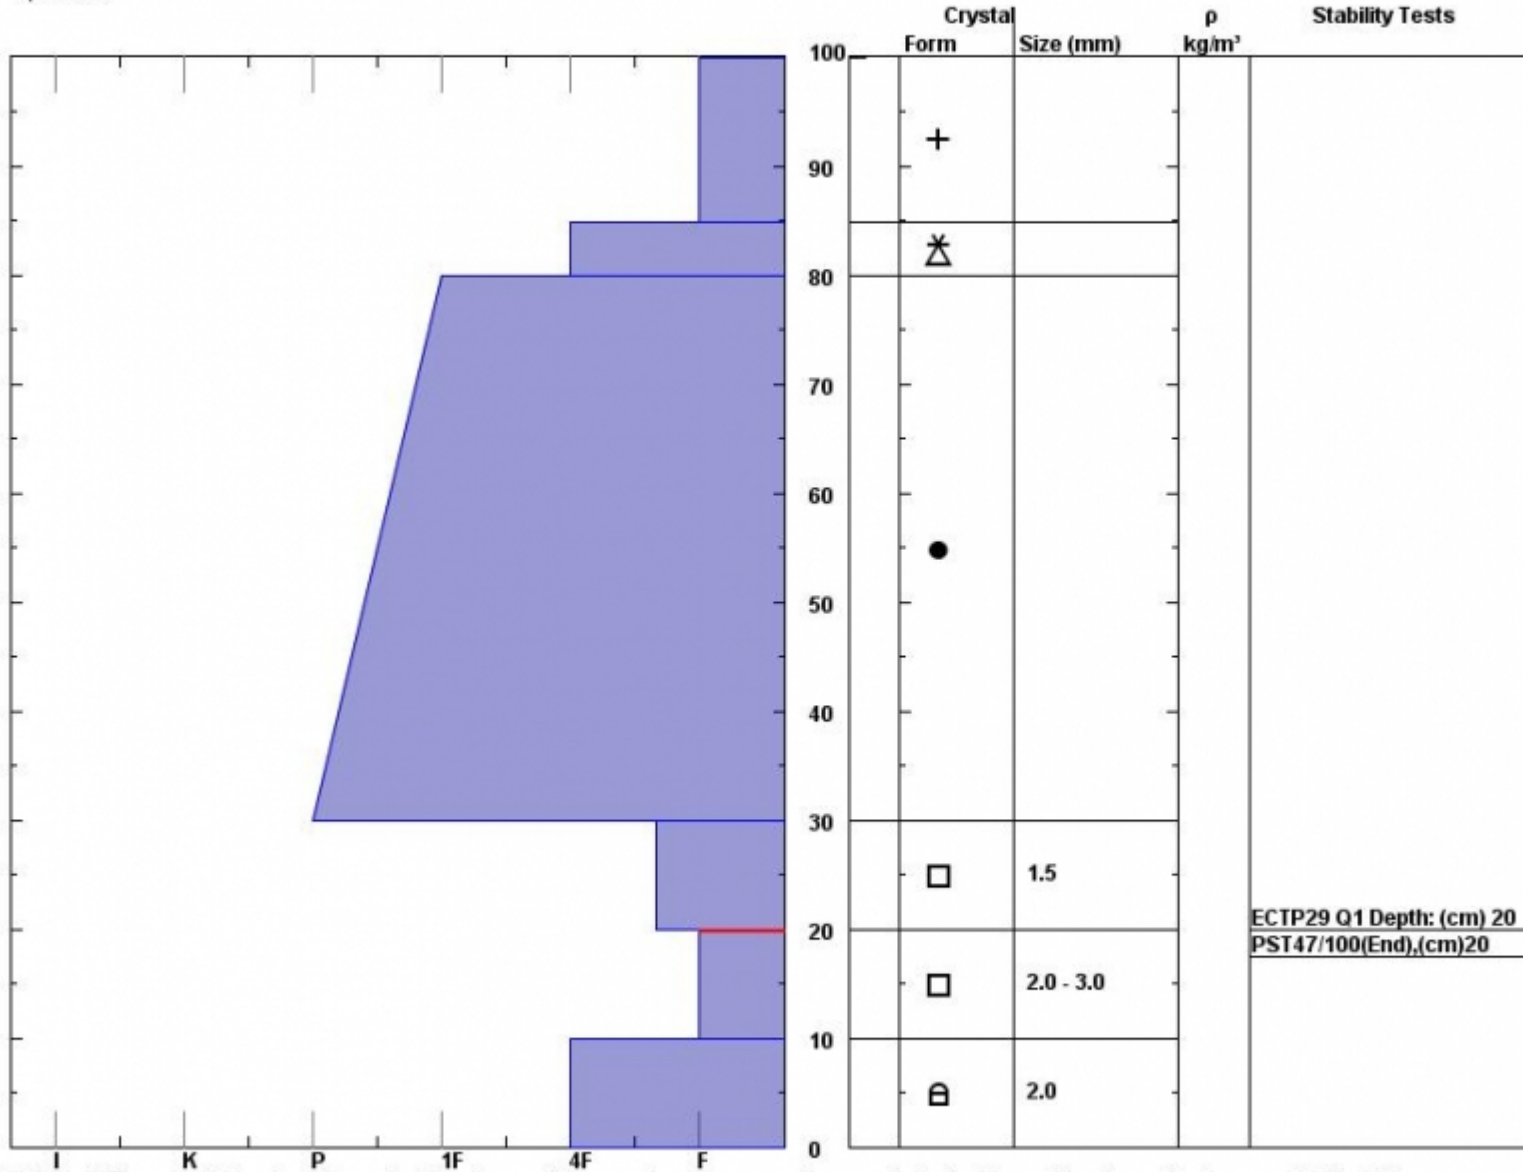 Crystal ρ Stability Tests
Form Size (mm) kg/m³
100
90
80
70
60
50
40
30
1.5
ECTP29 Q1 Depth: (cm) 20
20
PST47/100(End),(cm)20
2.0 - 3.0
10
2.0
0
I K P 1F 4F F